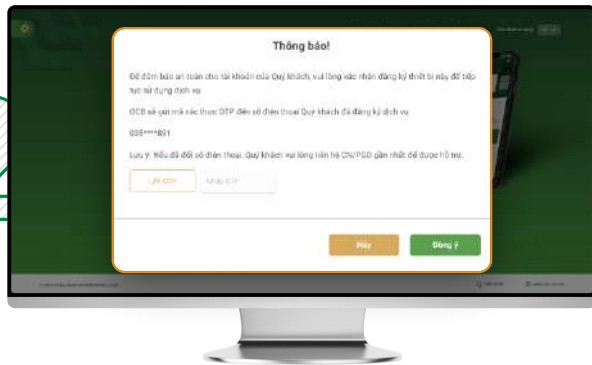 Thông báo!
Để đảm bảo an toàn cho tài khoản của Quý khách, vui lòng xác nhận đăng ký thiết bị này để tiếp
tục sử dụng dịch vụ
OCB sẽ gửi mã xác thực OTP đến số điện thoại Quý khách đã đăng ký dịch vụ
035****891
Lưu ý: Nếu đã đổi số điện thoại, Quý khách vui lòng liên hệ CN/PGD gần nhất để được hỗ trợ.
Lấy OTP Nhập OTP
Hủy Đồng ý